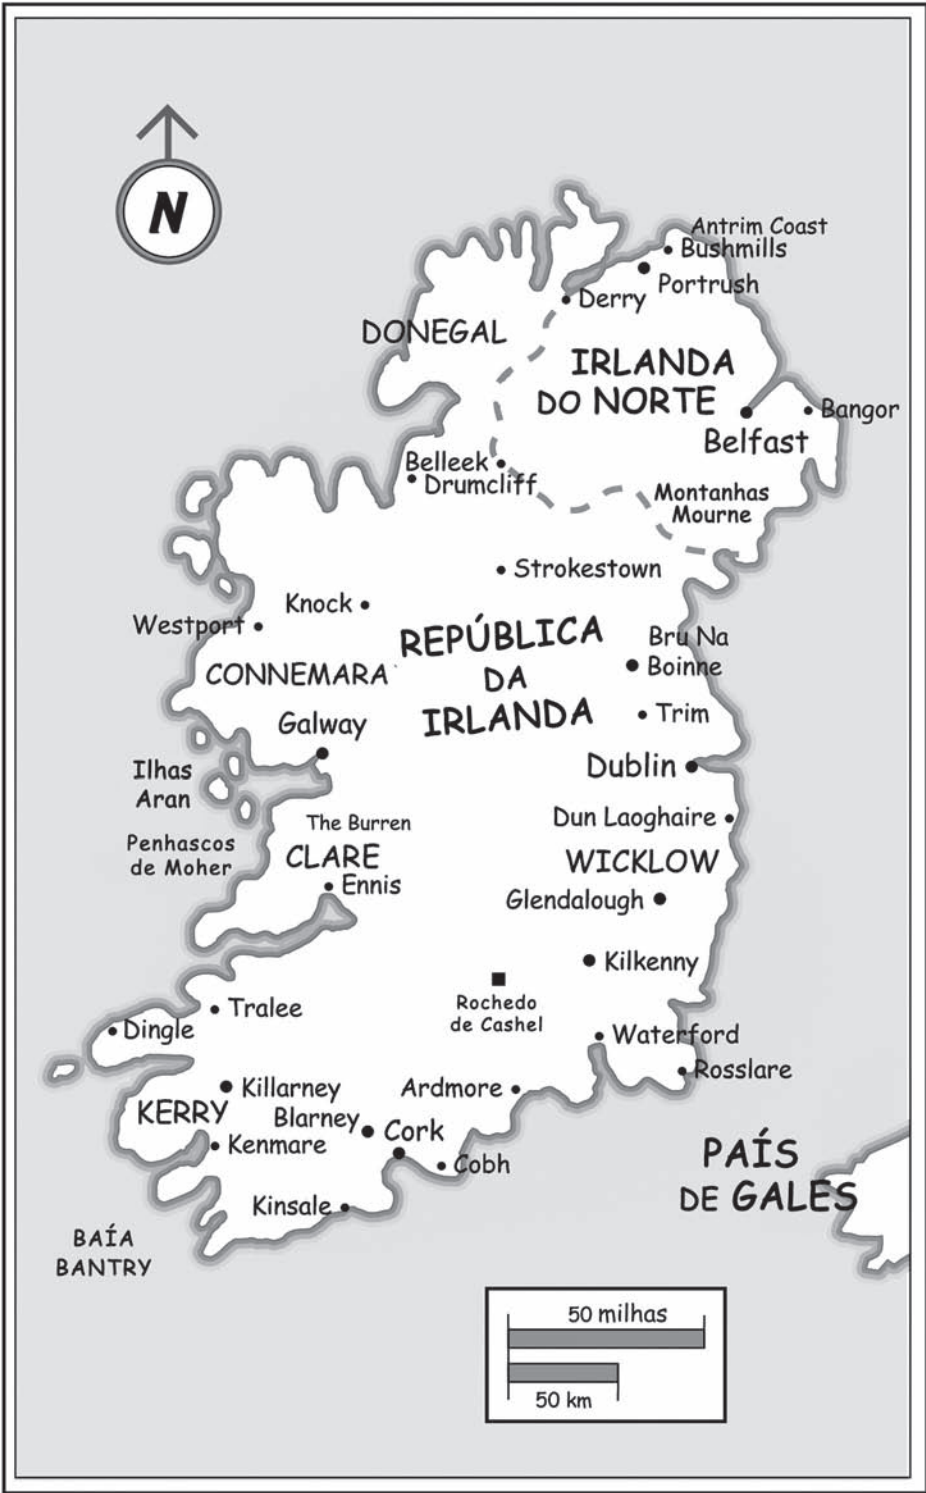 N
Antrim Coast
Bushmills
Portrush
Derry
DONEGAL
IRLANDA
DO NORTE
Bangor
Belfast
Belleek
Drumcliff
Montanhas
Mourne
Strokestown
Knock
Westport
REPÚBLICA
DA
IRLANDA
Bru Na
Boinne
CONNEMARA
Trim
Galway
Dublin
Ilhas
Aran
Dun Laoghaire
The Burren
Penhascos
de Moher
CLARE
WICKLOW
Ennis
Glendalough
Kilkenny
Rochedo
de Cashel
Tralee
Dingle
Waterford
Rosslare
Killarney
Ardmore
KERRY
Blarney
Cork
Kenmare
Cobh
PAÍS
DE GALES
Kinsale
BAÍA
BANTRY
50 milhas
50 km